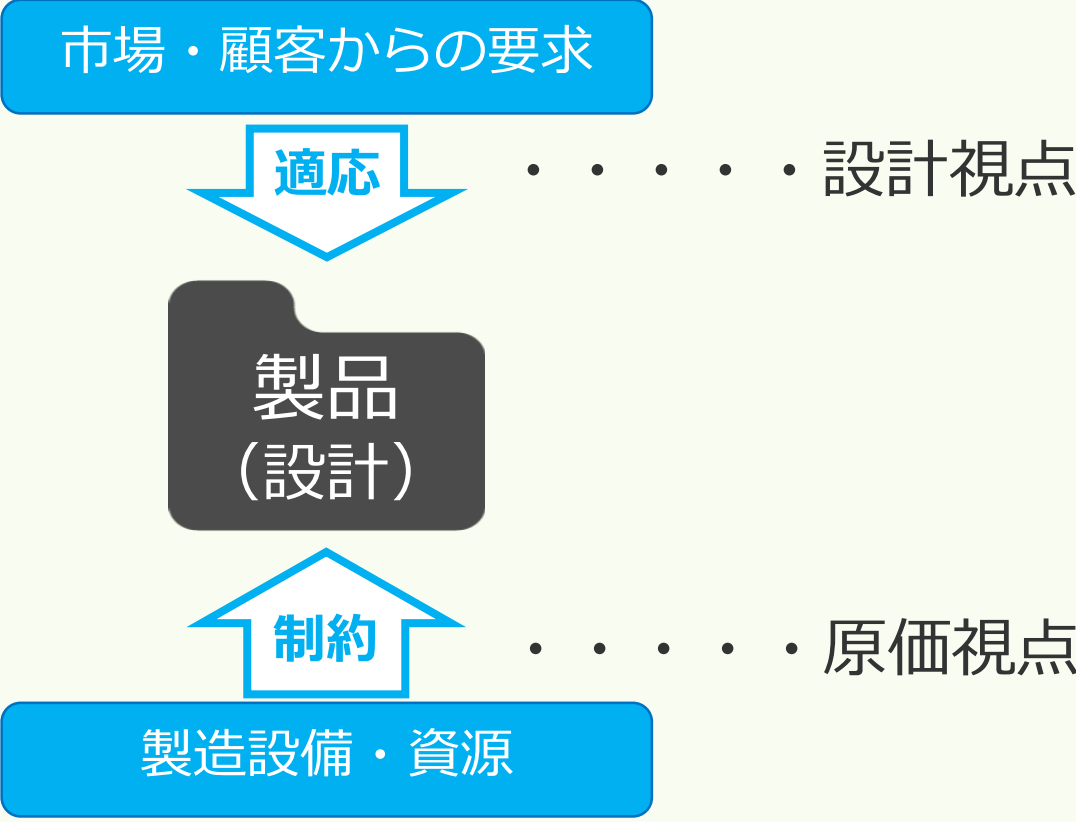 市場・顧客からの要求
適応
・・・・・設計視点
製品
（設計）
制約
・・・・・原価視点
製造設備・資源